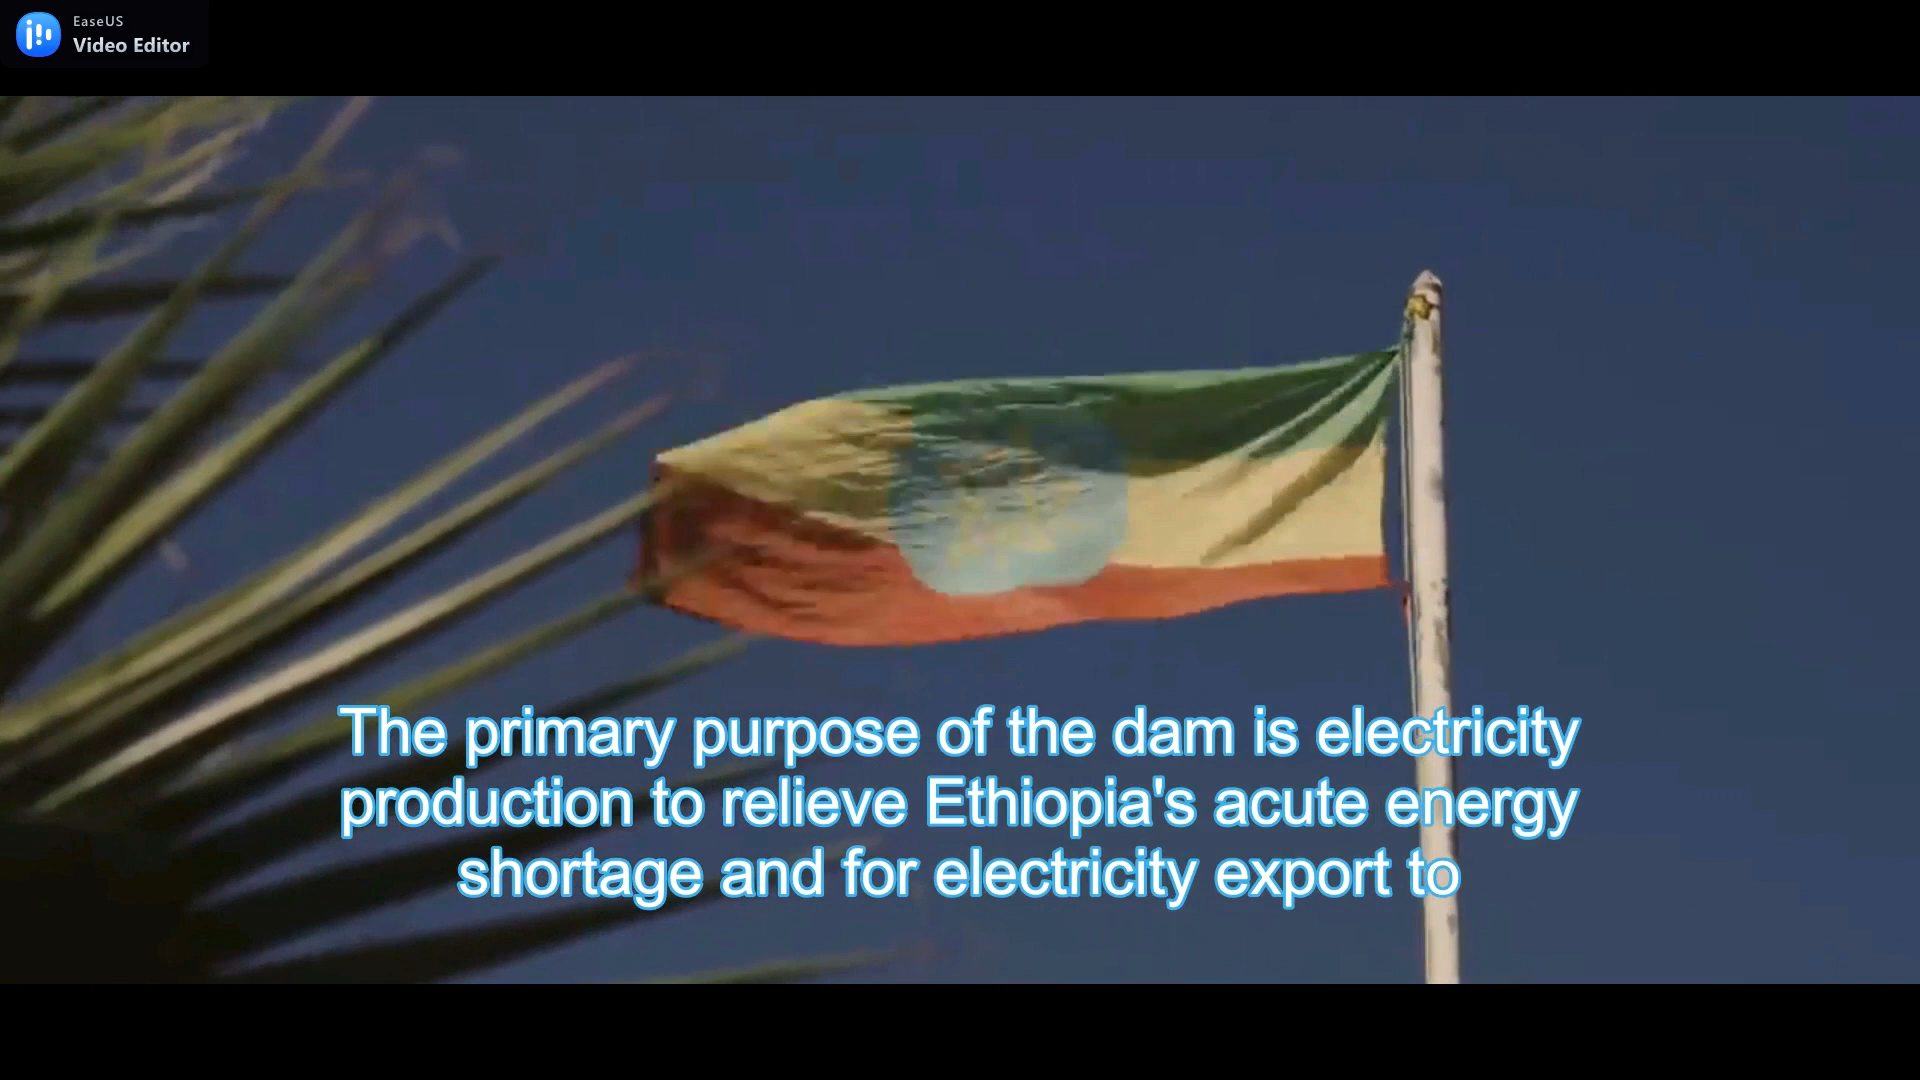 EaseUS
Video Editor
The primary purpose of the dam is electricity
production to relieve Ethiopia's acute energy
shortage and for electricity export to